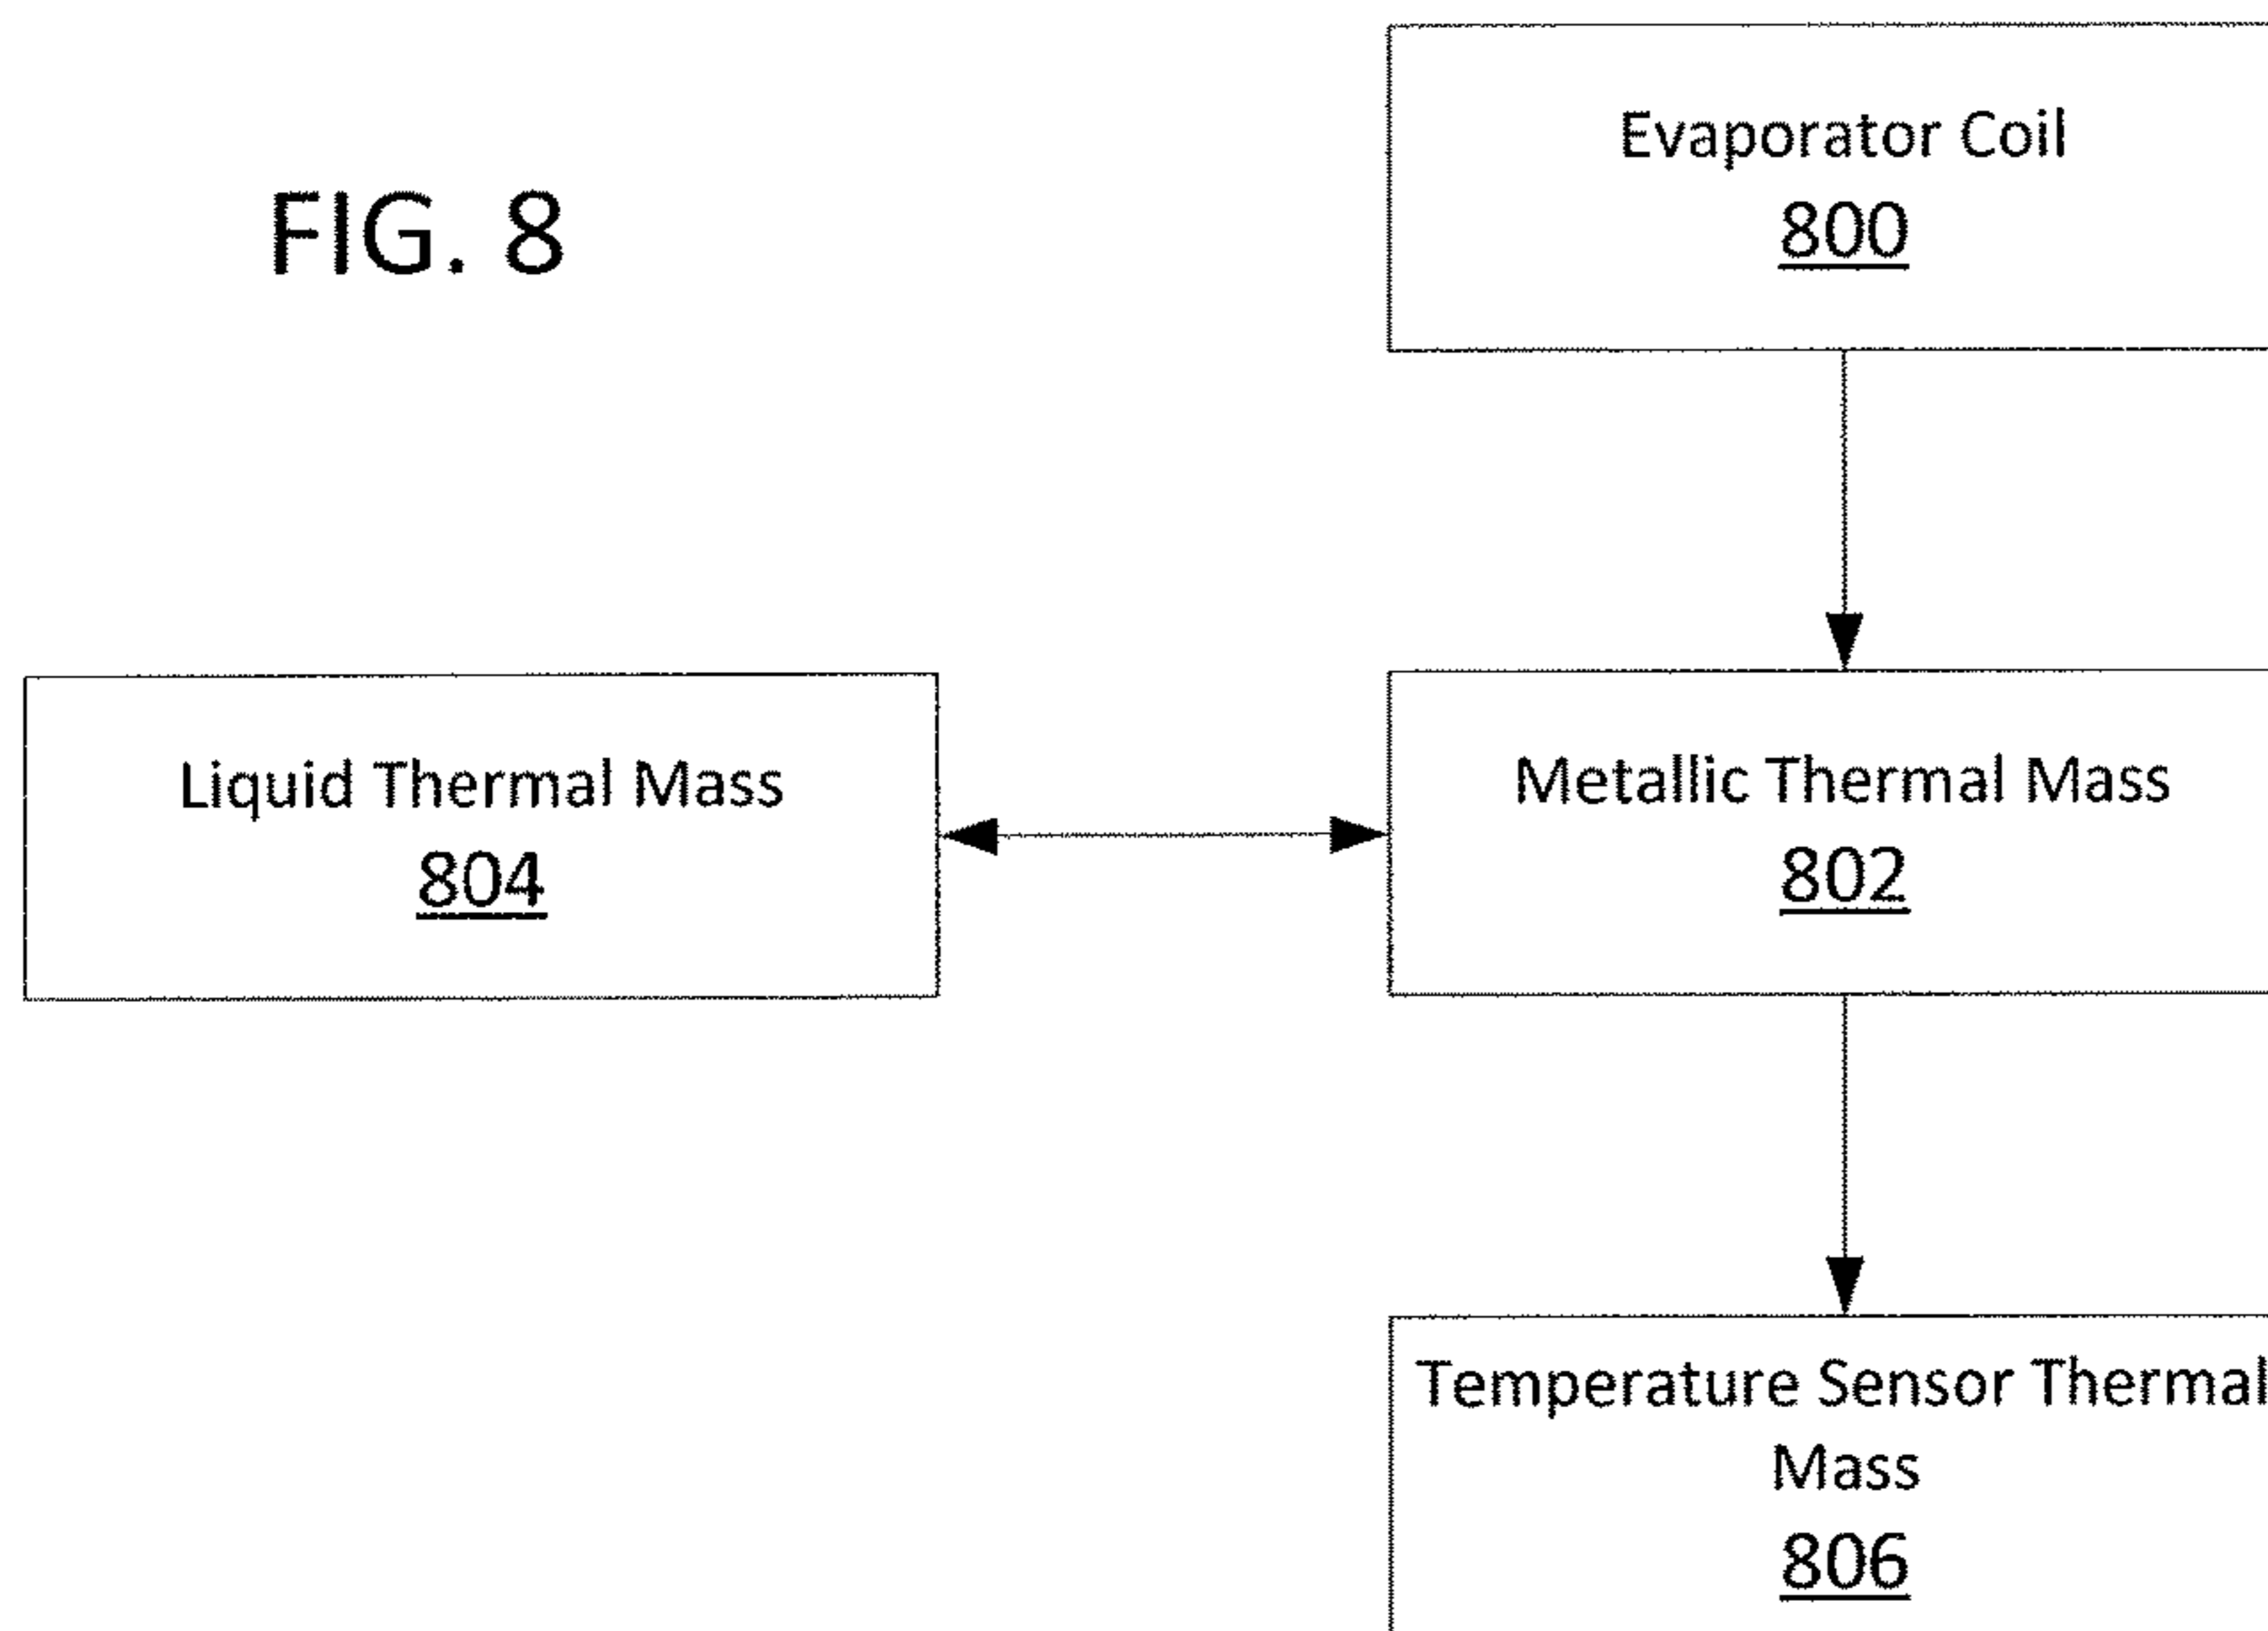 FIG. 8
Evaporator Coil
800
Liquid Thermal Mass
804
Metallic Thermal Mass
802
Temperature Sensor Thermal
Mass
806